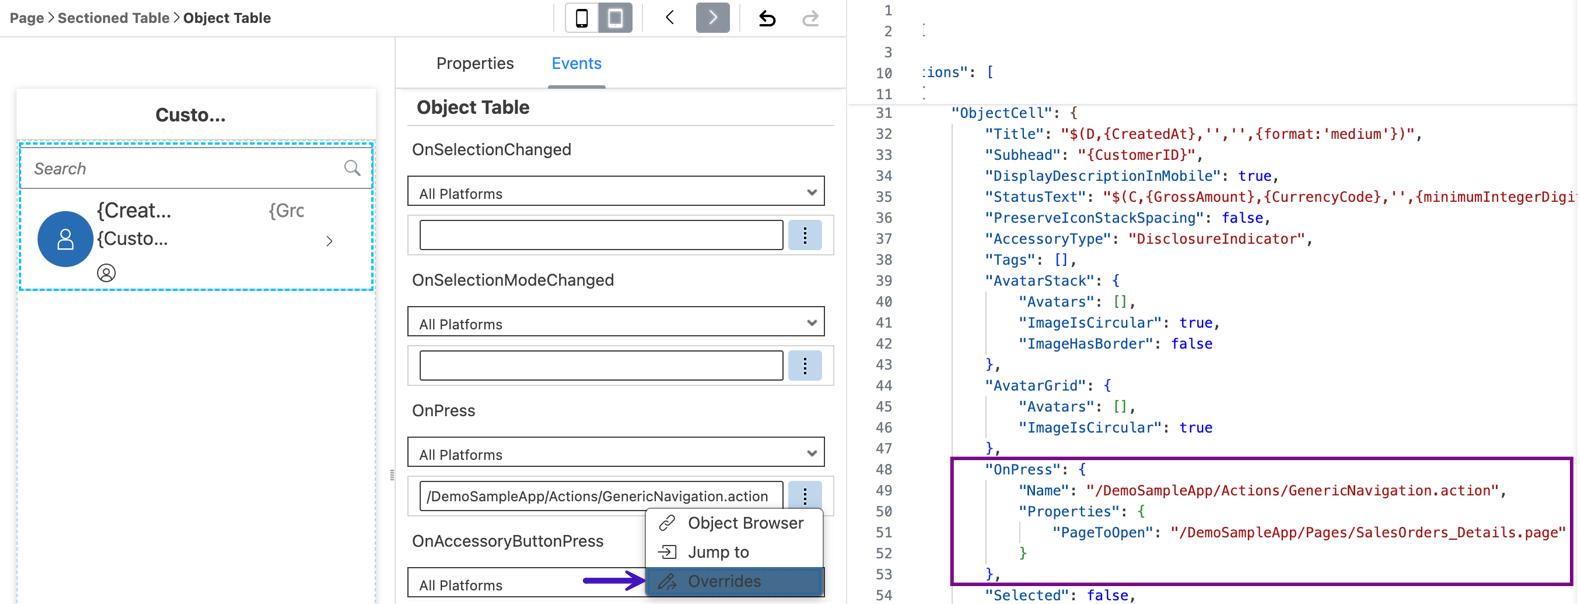 Page > Sectioned Table > Object Table
Custo...
Search
{Creat...
{Grc
{Custo...
Properties
Events
Object Table
OnSelectionChanged
All Platforms
OnSelectionModeChanged
All Platforms
OnPress
All Platforms
/DemoSampleApp/Actions/GenericNavigation.action
Object Browser
Jump to
Overrides
OnAccessoryButtonPress
All Platforms
1
2
3
10 ions": [
11
31 "ObjectCell": {
32 "Title": "$(D,{CreatedAt},'','',{format:'medium'})",
33 "Subhead": "{CustomerID}",
34 "DisplayDescriptionInMobile": true,
35 "StatusText": "$(C,{GrossAmount},{CurrencyCode},'',{minimumIntegerDigi
36 "PreserveIconStackSpacing": false,
37 "AccessoryType": "DisclosureIndicator",
38 "Tags": [],
39 "AvatarStack": {
40 "Avatars": [],
41 "ImageIsCircular": true,
42 "ImageHasBorder": false
43 },
44 "AvatarGrid": {
45 "Avatars": [],
46 "ImageIsCircular": true
47 },
48 "OnPress": {
49 "Name": "/DemoSampleApp/Actions/GenericNavigation.action",
50 "Properties": {
51 "PageToOpen": "/DemoSampleApp/Pages/SalesOrders_Details.page"
52 }
53 },
54 "Selected": false,